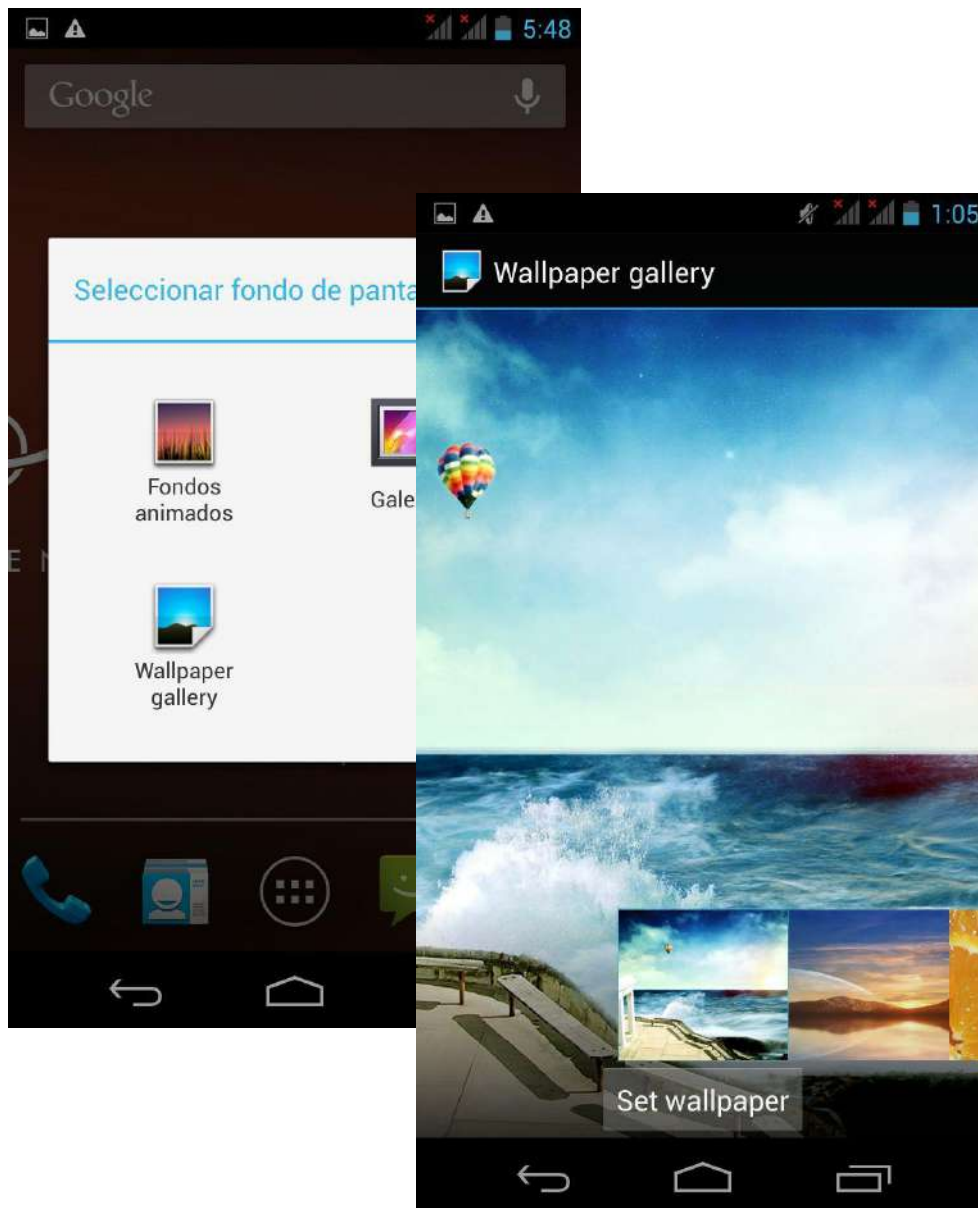 5:48
Google
Seleccionar fondo de panta
Fondos
animados
Gale
Wallpaper
gallery
E N
1:05
Wallpaper gallery
Set wallpaper